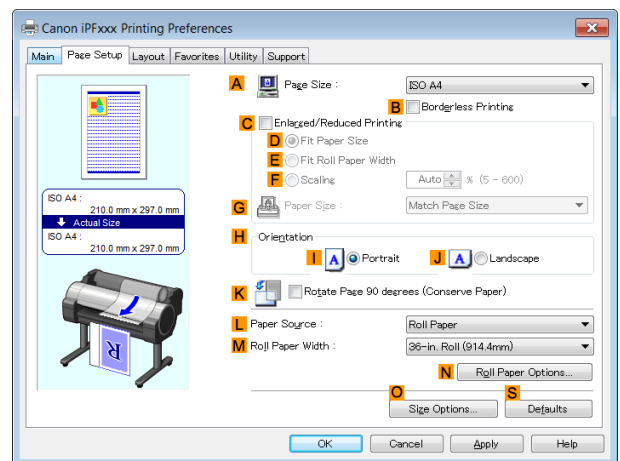 Canon iPFxxx Printing Preferences
Main Page Setup Layout Favorites Utility Support
A Page Size : ISO A4
B Borderless Printing
C Enlarged/Reduced Printing
D Fit Paper Size
E Fit Roll Paper Width
F Scaling Auto % (5 - 600)
G Paper Size : Match Page Size
ISO A4 :
210.0 mm x 297.0 mm
Actual Size
ISO A4 :
210.0 mm x 297.0 mm
H Orientation
I A Portrait J A Landscape
K Rotate Page 90 degrees (Conserve Paper)
L Paper Source : Roll Paper
M Roll Paper Width : 36-in. Roll (914.4mm)
R
N Roll Paper Options...
O S
Size Options... Defaults
OK Cancel Apply Help